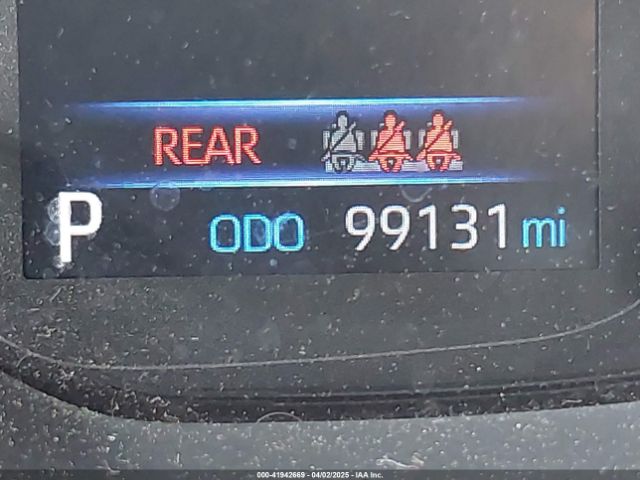 REAR
P ODO 99131 mi
000-41942669 - 04/02/2025 - IAA Inc.